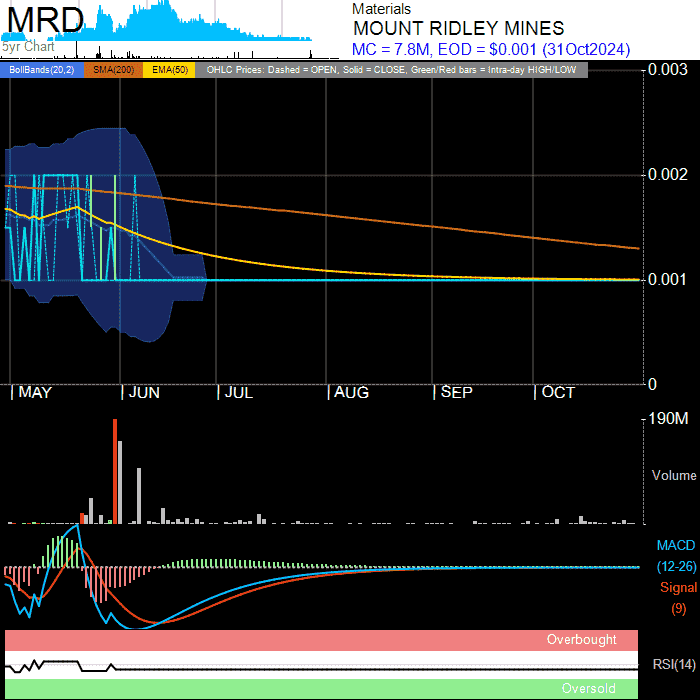 MRD
5yr Chart
Materials
MOUNT RIDLEY MINES
MC = 7.8M, EOD = $0.001 (31Oct2024)
BollBands(20,2) SMA(200) EMA(50) OHLC Prices: Dashed = OPEN, Solid = CLOSE, Green/Red bars = Intra-day HIGH/LOW
0.003
0.002
0.001
0
MAY JUN JUL AUG SEP OCT
190M
Volume
MACD
(12-26)
Signal
(9)
Overbought
RSI(14)
Oversold